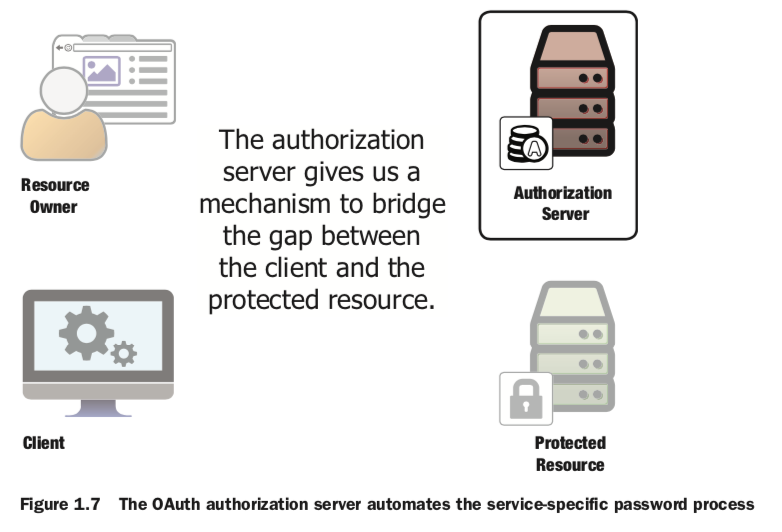 Resource
Owner
The authorization
server gives us a
mechanism to bridge
the gap between
the client and the
protected resource.
A
Authorization
Server
Client
Protected
Resource
Figure 1.7 The OAuth authorization server automates the service-specific password process